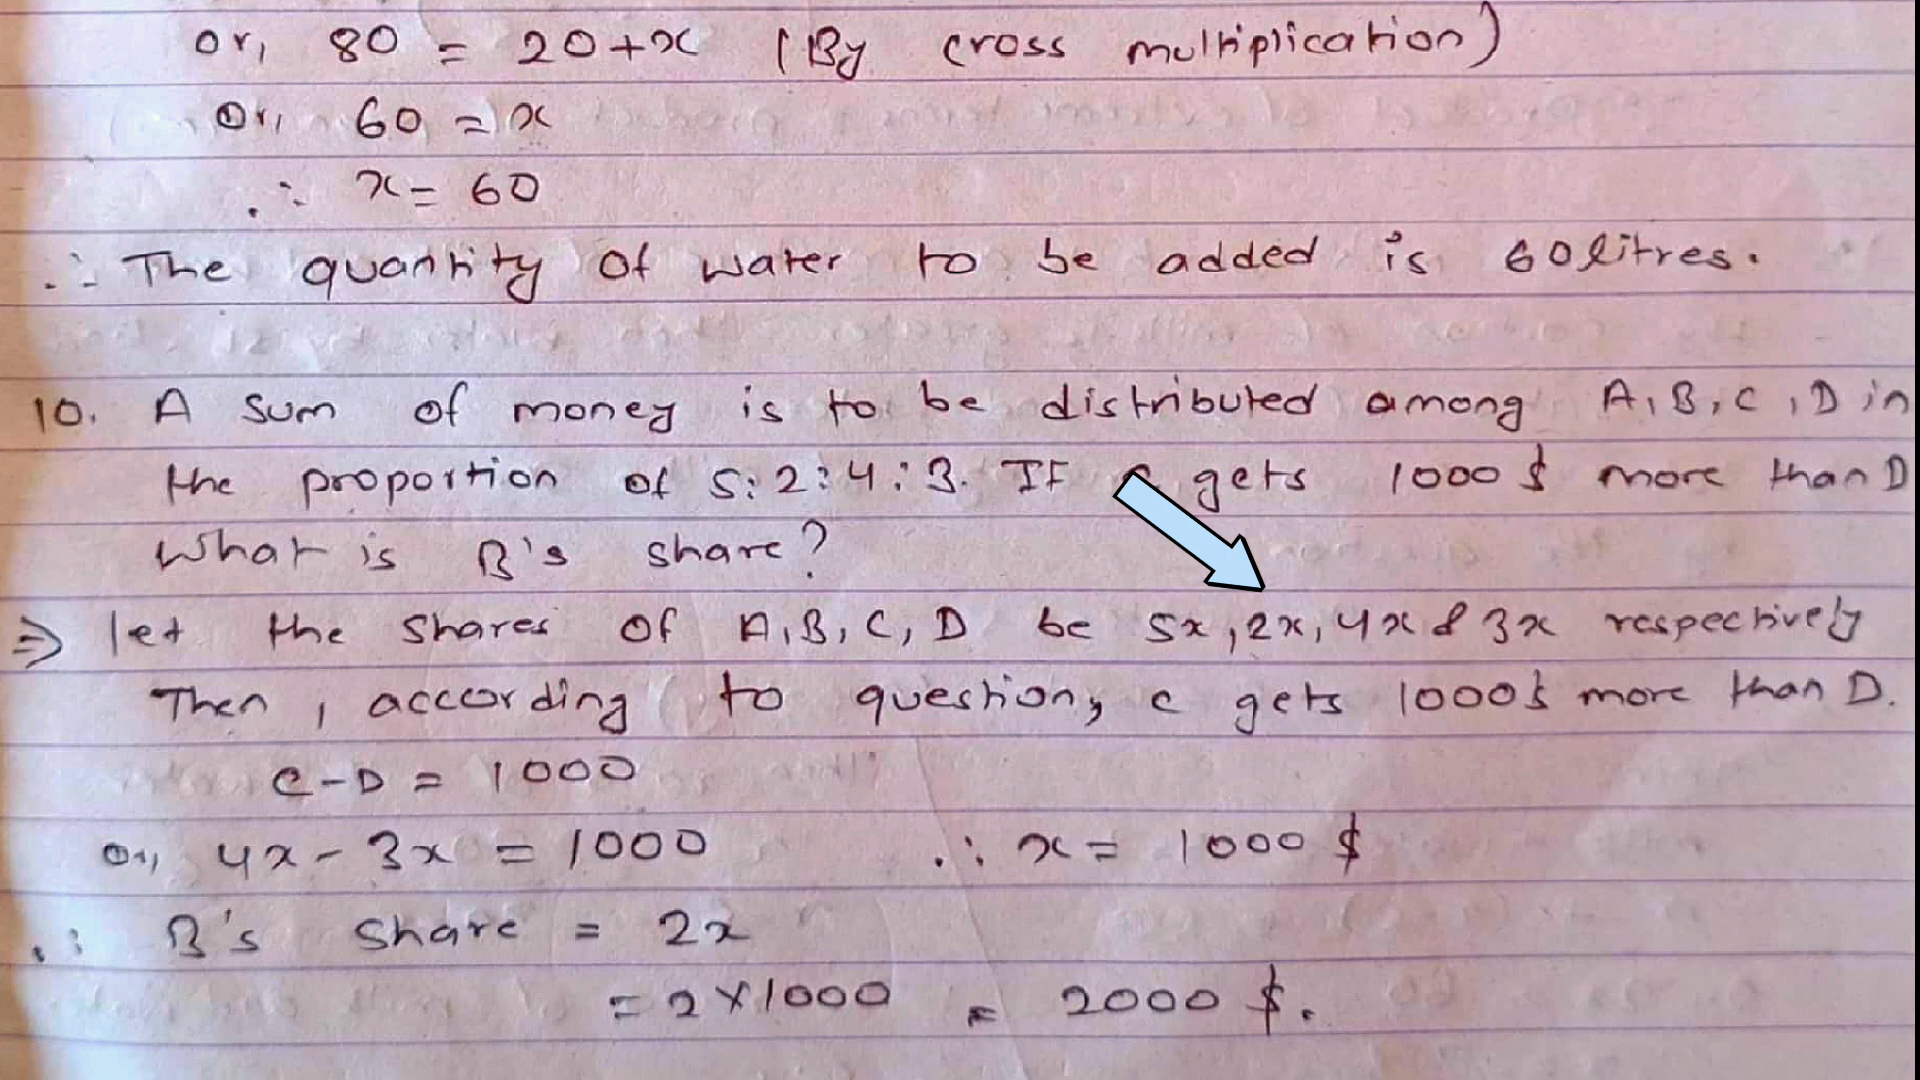 or, 80 = 20+x (By cross multiplication)
or, 60 = x
∴ x = 60
∴ The quantity of water to be added is 60 litres.
10. A sum of money is to be distributed among A, B, C, D in
the proportion of 5:2:4:3. If c gets 1000 $ more than D
What is B's share?
⇒ let the shares of A, B, C, D be 5x, 2x, 4x & 3x respectively
Then, according to question, c gets 1000$ more than D.
C-D = 1000
or, 4x - 3x = 1000 ∴ x = 1000 $
∴ B's share = 2x
= 2×1000 = 2000 $.